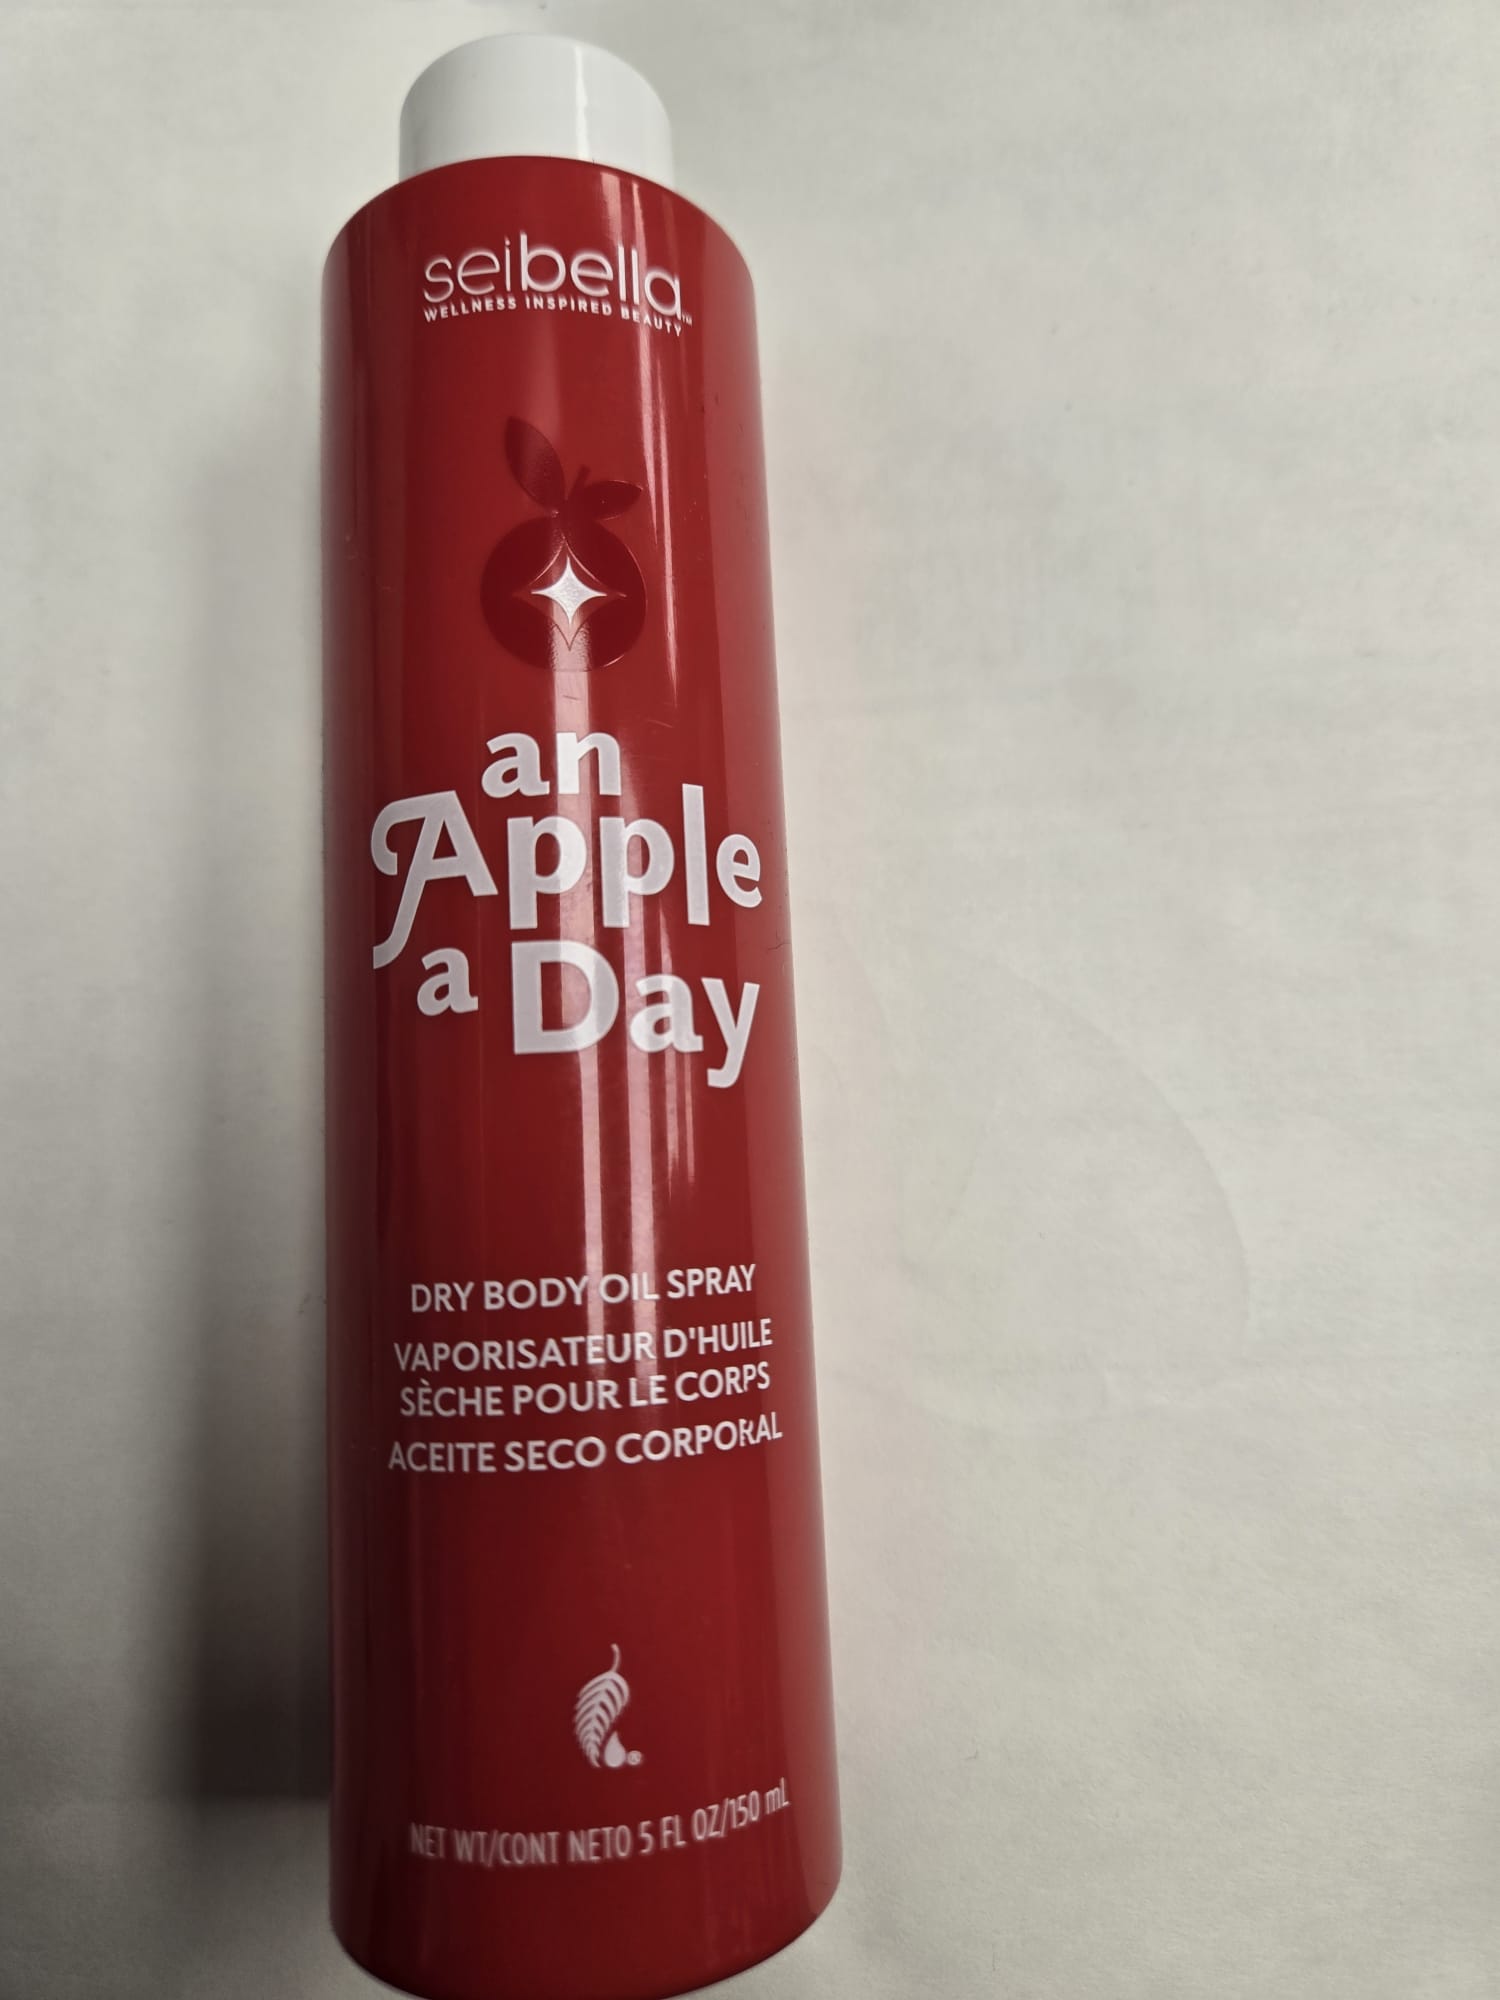 seibella™
WELLNESS INSPIRED BEAUTY
an
Apple
a Day
DRY BODY OIL SPRAY
VAPORISATEUR D'HUILE
SÈCHE POUR LE CORPS
ACEITE SECO CORPORAL
®
NET WT/CONT NETO 5 FL OZ/150 mL